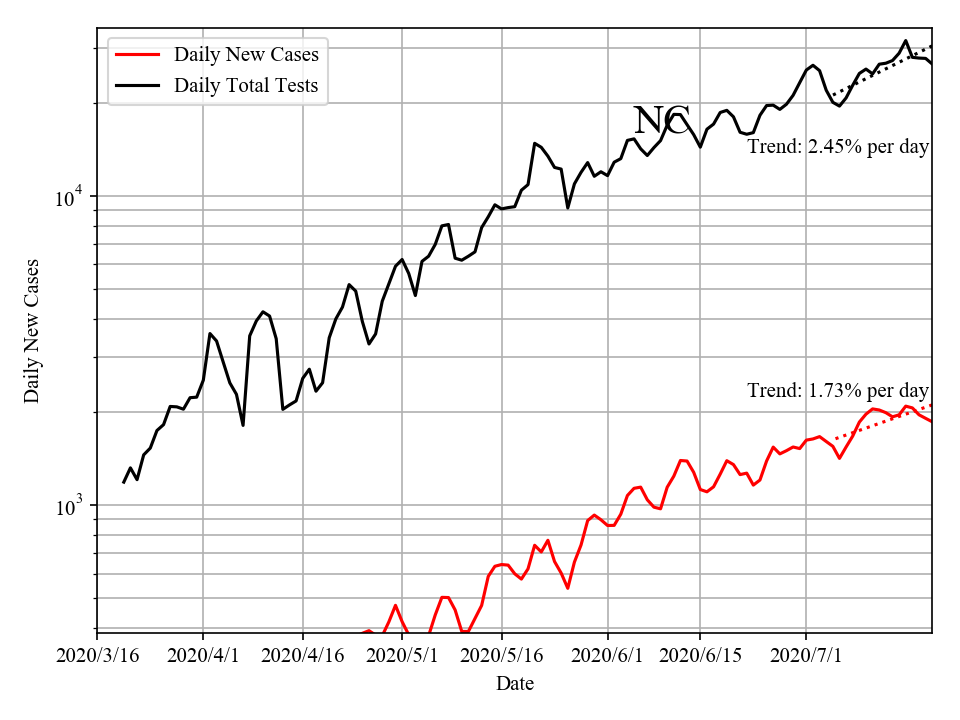 Daily New Cases
Daily Total Tests
NC
Trend: 2.45% per day
10^4
Daily New Cases
Trend: 1.73% per day
10^3
2020/3/16 2020/4/1 2020/4/16 2020/5/1 2020/5/16 2020/6/1 2020/6/15 2020/7/1
Date